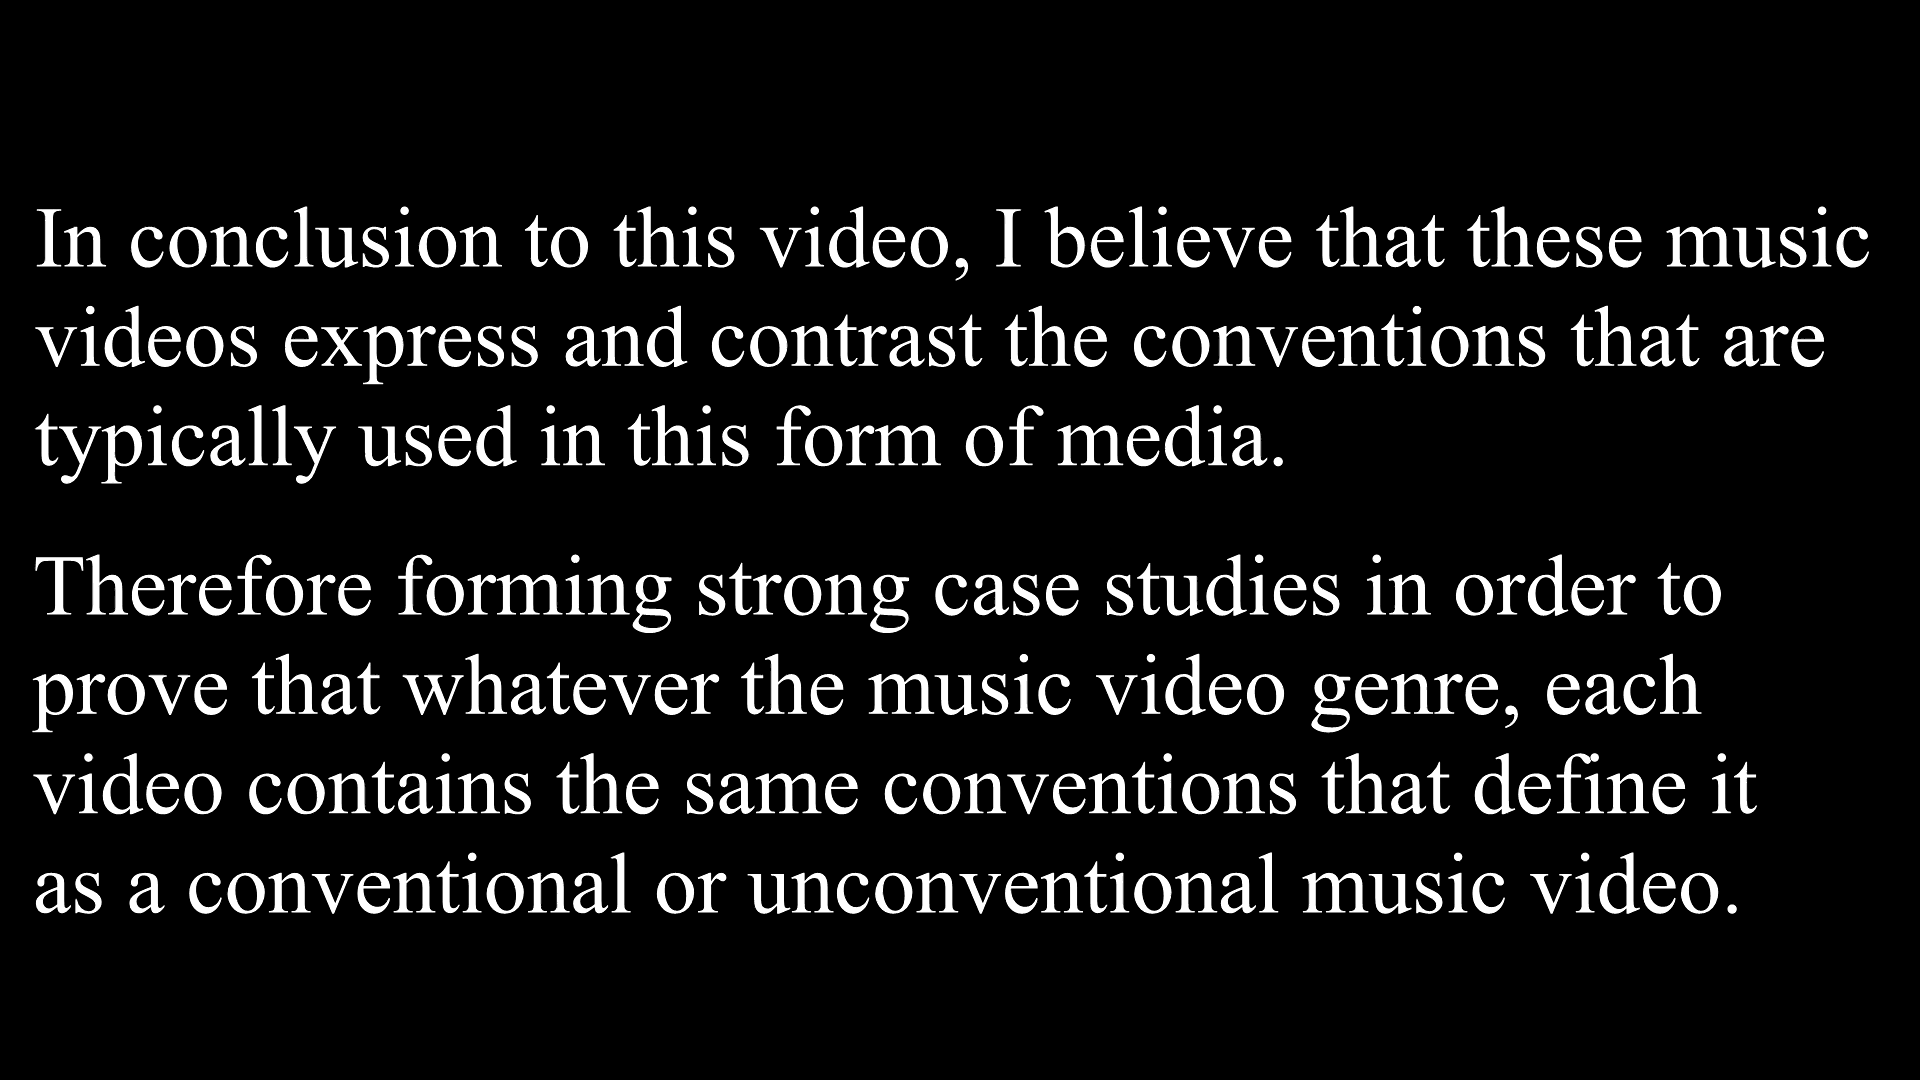 In conclusion to this video, I believe that these music
videos express and contrast the conventions that are
typically used in this form of media.
Therefore forming strong case studies in order to
prove that whatever the music video genre, each
video contains the same conventions that define it
as a conventional or unconventional music video.